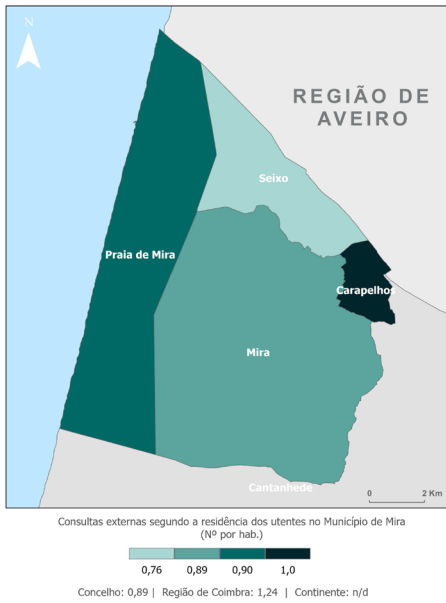 N
REGIÃO DE
AVEIRO
Seixo
Praia de Mira
Carapelhos
Mira
Cantanhede
0 2 Km
Consultas externas segundo a residência dos utentes no Município de Mira
(Nº por hab.)
0,76 0,89 0,90 1,0
Concelho: 0,89 | Região de Coimbra: 1,24 | Continente: n/d